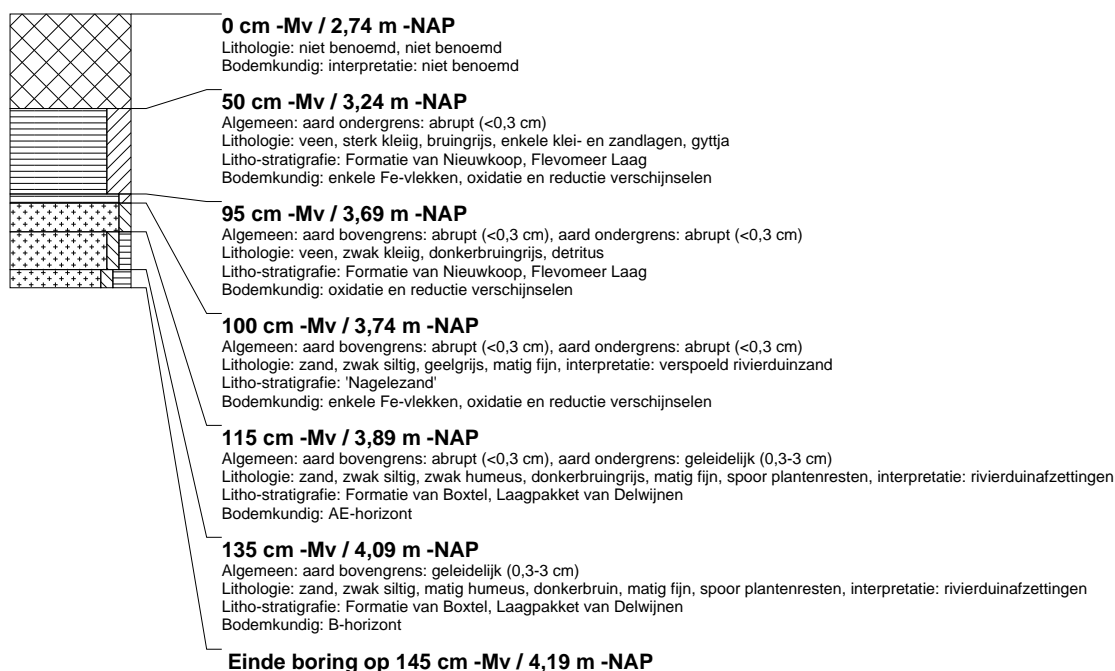 0 cm -Mv / 2,74 m -NAP
Lithologie: niet benoemd, niet benoemd
Bodemkundig: interpretatie: niet benoemd
50 cm -Mv / 3,24 m -NAP
Algemeen: aard ondergrens: abrupt (<0,3 cm)
Lithologie: veen, sterk kleiig, bruingrijs, enkele klei- en zandlagen, gyttja
Litho-stratigrafie: Formatie van Nieuwkoop, Flevomeer Laag
Bodemkundig: enkele Fe-vlekken, oxidatie en reductie verschijnselen
95 cm -Mv / 3,69 m -NAP
Algemeen: aard bovengrens: abrupt (<0,3 cm), aard ondergrens: abrupt (<0,3 cm)
Lithologie: veen, zwak kleiig, donkerbruingrijs, detritus
Litho-stratigrafie: Formatie van Nieuwkoop, Flevomeer Laag
Bodemkundig: oxidatie en reductie verschijnselen
100 cm -Mv / 3,74 m -NAP
Algemeen: aard bovengrens: abrupt (<0,3 cm), aard ondergrens: abrupt (<0,3 cm)
Lithologie: zand, zwak siltig, geelgrijs, matig fijn, interpretatie: verspoeld rivierduinzand
Litho-stratigrafie: 'Nagelezand'
Bodemkundig: enkele Fe-vlekken, oxidatie en reductie verschijnselen
115 cm -Mv / 3,89 m -NAP
Algemeen: aard bovengrens: abrupt (<0,3 cm), aard ondergrens: geleidelijk (0,3-3 cm)
Lithologie: zand, zwak siltig, zwak humeus, donkerbruingrijs, matig fijn, spoor plantenresten, interpretatie: rivierduinafzettingen
Litho-stratigrafie: Formatie van Boxtel, Laagpakket van Delwijnen
Bodemkundig: AE-horizont
135 cm -Mv / 4,09 m -NAP
Algemeen: aard bovengrens: geleidelijk (0,3-3 cm)
Lithologie: zand, zwak siltig, matig humeus, donkerbruin, matig fijn, spoor plantenresten, interpretatie: rivierduinafzettingen
Litho-stratigrafie: Formatie van Boxtel, Laagpakket van Delwijnen
Bodemkundig: B-horizont
Einde boring op 145 cm -Mv / 4,19 m -NAP